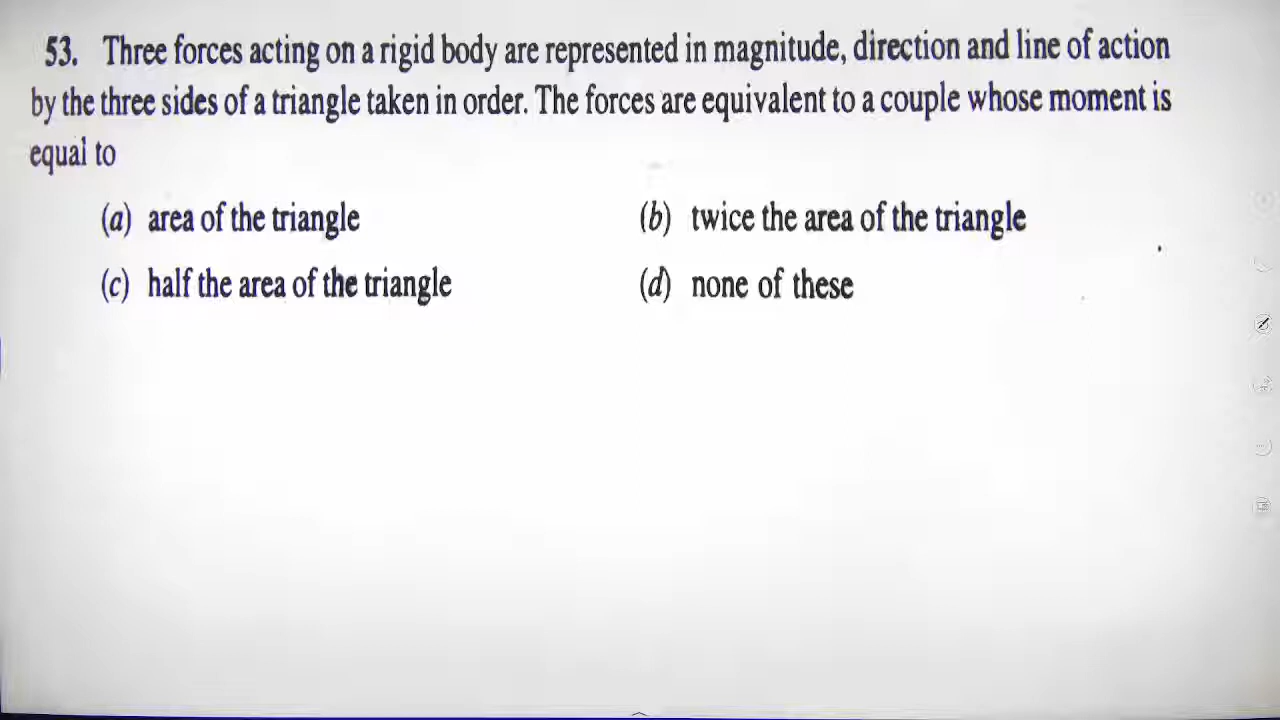 53. Three forces acting on a rigid body are represented in magnitude, direction and line of action
by the three sides of a triangle taken in order. The forces are equivalent to a couple whose moment is
equal to
(a) area of the triangle (b) twice the area of the triangle
(c) half the area of the triangle (d) none of these